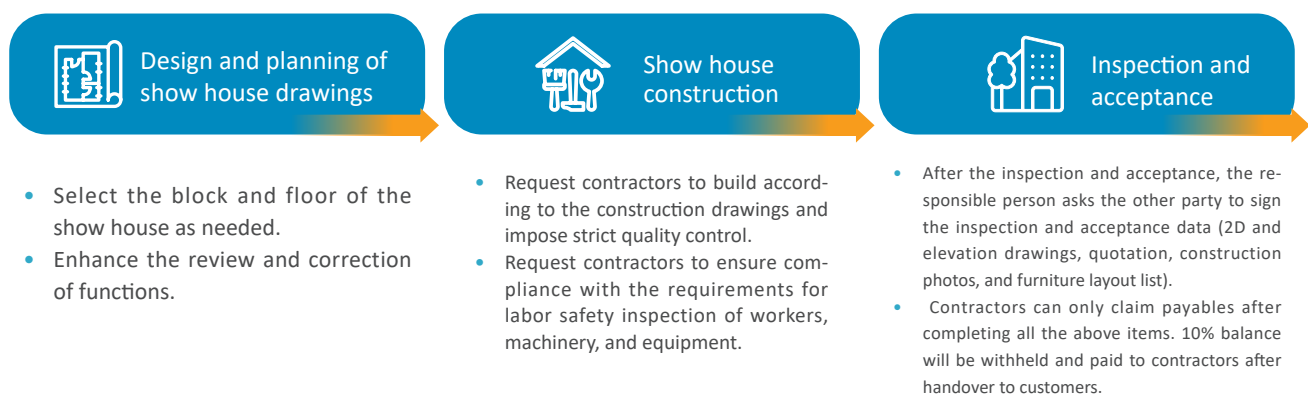 Design and planning of
show house drawings
• Select the block and floor of the
show house as needed.
• Enhance the review and correction
of functions.
Show house
construction
• Request contractors to build accord-
ing to the construction drawings and
impose strict quality control.
• Request contractors to ensure com-
pliance with the requirements for
labor safety inspection of workers,
machinery, and equipment.
Inspection and
acceptance
• After the inspection and acceptance, the re-
sponsible person asks the other party to sign
the inspection and acceptance data (2D and
elevation drawings, quotation, construction
photos, and furniture layout list).
• Contractors can only claim payables after
completing all the above items. 10% balance
will be withheld and paid to contractors after
handover to customers.